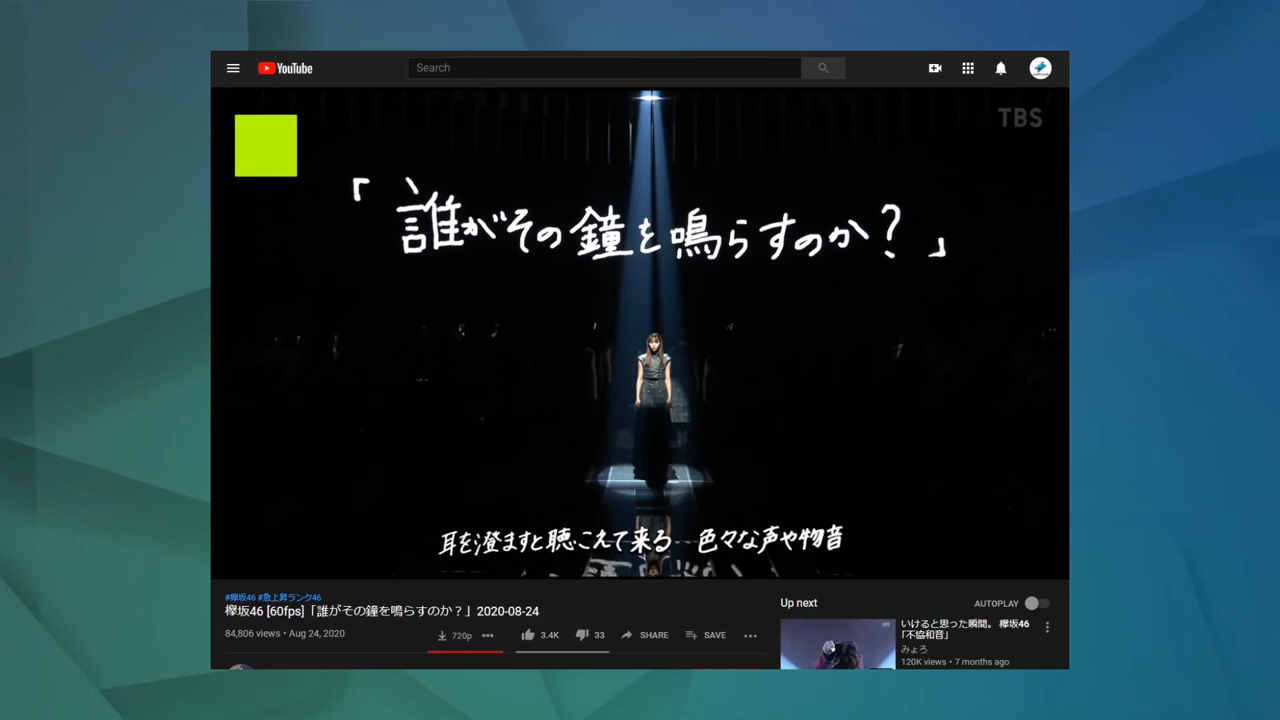 YouTube
Search
TBS
「誰がその鐘を鳴らすのか？」
耳を澄ますと聴こえて来る 色々な声や物音
#欅坂46 #急上昇ランク46
欅坂46 [60fps]「誰がその鐘を鳴らすのか？」2020-08-24
84,806 views • Aug 24, 2020
720p
3.4K
33
SHARE
SAVE
Up next
AUTOPLAY
いけると思った瞬間。 欅坂46
「不協和音」
みょろ
120K views • 7 months ago